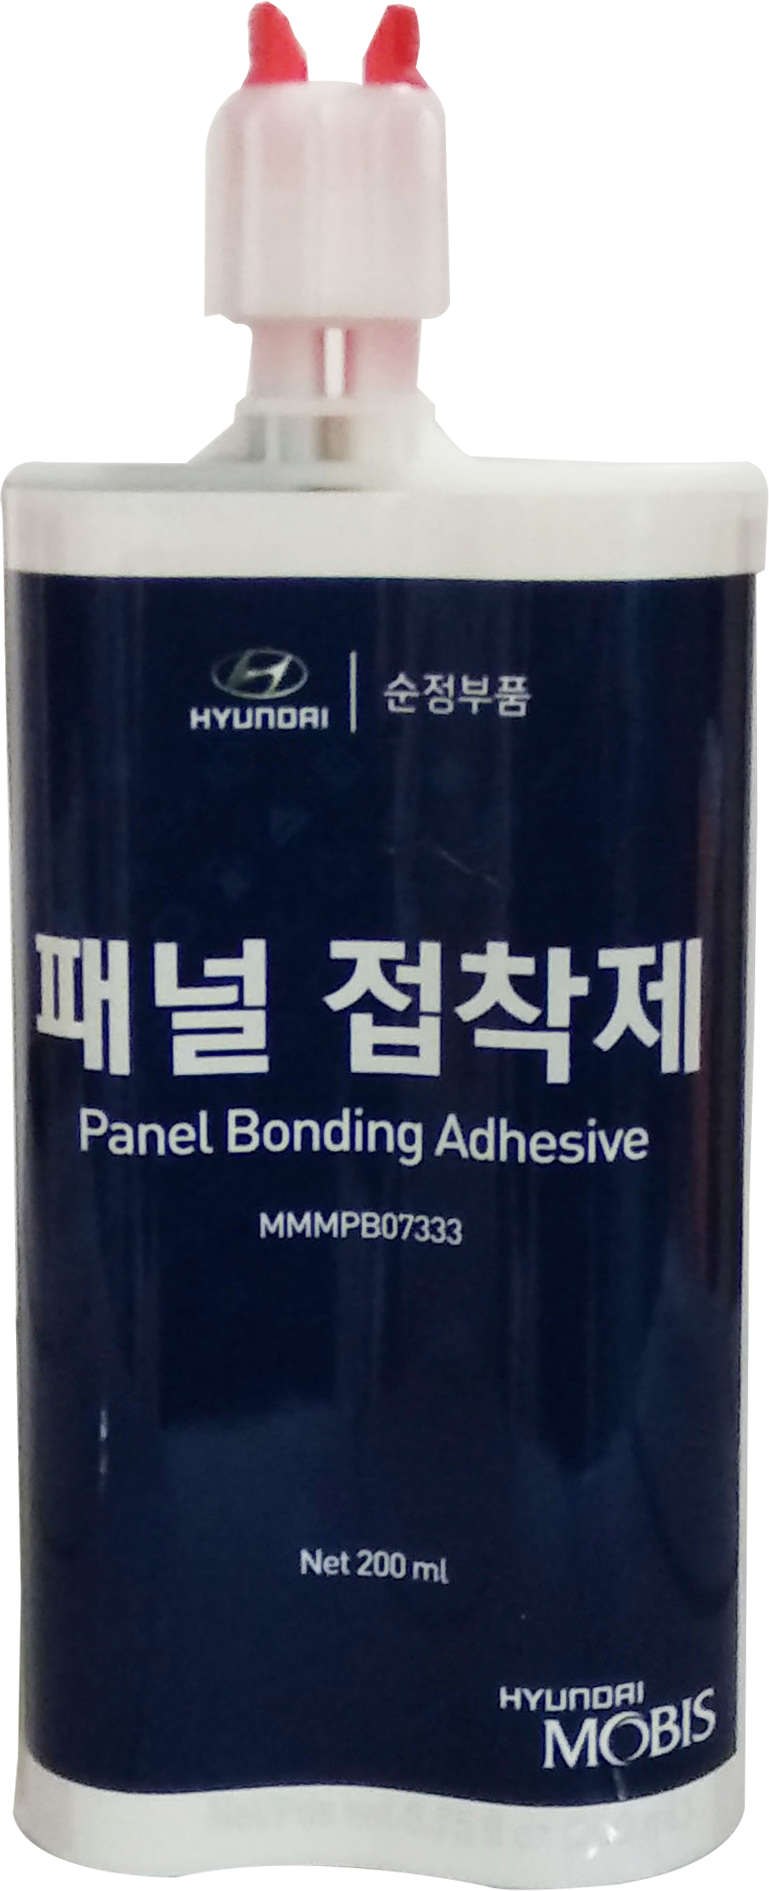 HYUNDAI 순정부품
패널 접착제
Panel Bonding Adhesive
MMMPB07333
Net 200 ml
HYUNDAI
MOBIS